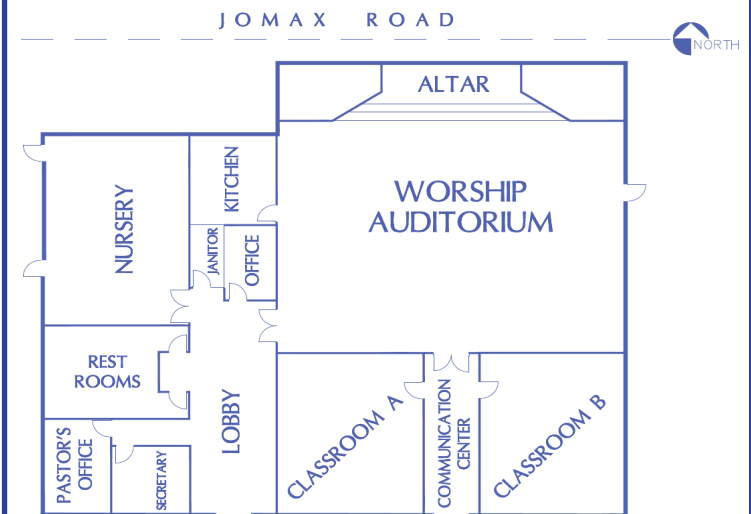 JOMAX ROAD
NORTH
ALTAR
WORSHIP
AUDITORIUM
KITCHEN
NURSERY
JANITOR
OFFICE
REST
ROOMS
LOBBY
CLASSROOM A
COMMUNICATION
CENTER
CLASSROOM B
PASTOR'S
OFFICE
SECRETARY